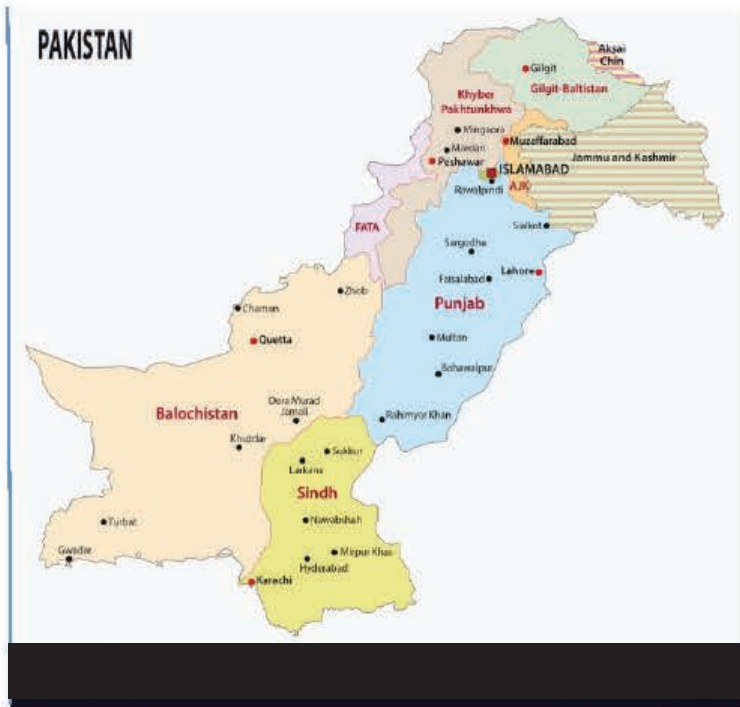 PAKISTAN
Aksai
Chin
Gilgit
Gilgit-Baltistan
Khyber
Pakhtunkhwa
Mingaora
Mardan
Muzaffarabad
Jammu and Kashmir
Peshawar
ISLAMABAD
AJK
Rawalpindi
FATA
Sialkot
Sargodha
Lahore
Faisalabad
Zhob
Punjab
Chaman
Quetta
Multan
Bahawalpur
Dera Murad
Jamali
Balochistan
Rahimyar Khan
Khuzdar
Sukkur
Larkana
Sindh
Turbat
Nawabshah
Gwadar
Mirpur Khas
Hyderabad
Karachi